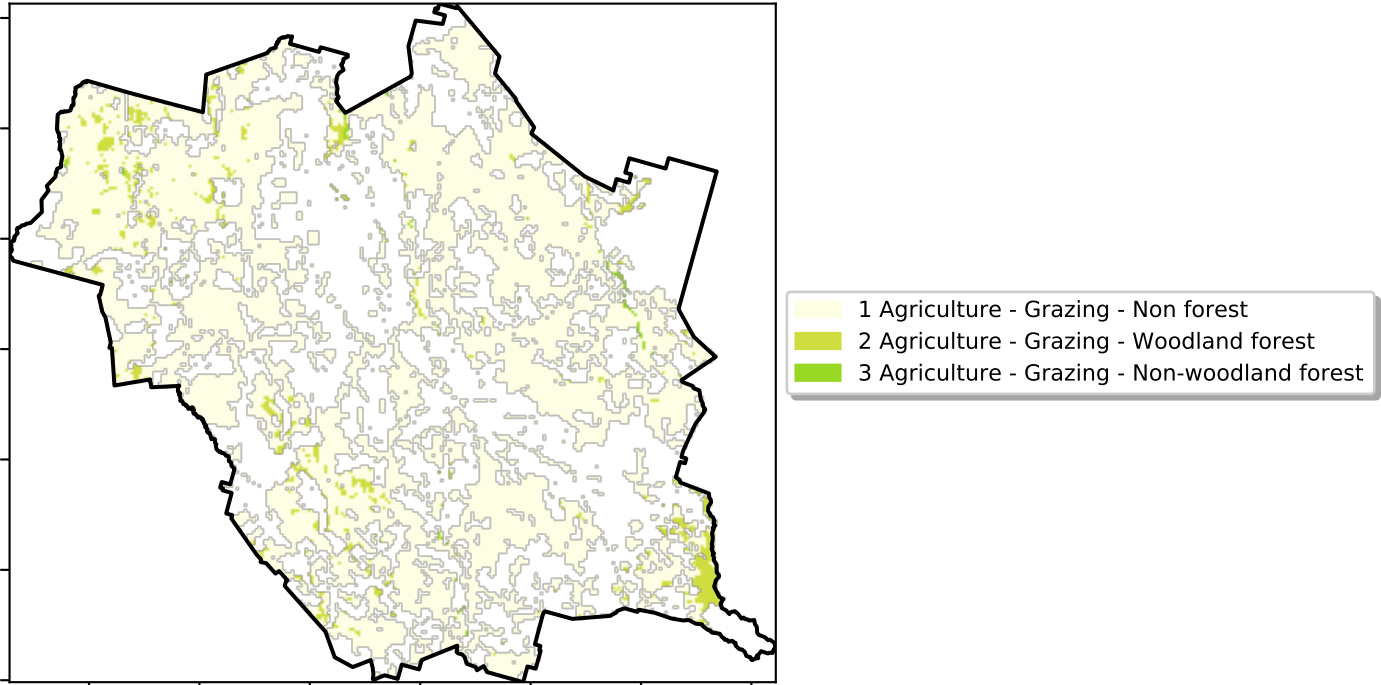 1 Agriculture - Grazing - Non forest
2 Agriculture - Grazing - Woodland forest
3 Agriculture - Grazing - Non-woodland forest